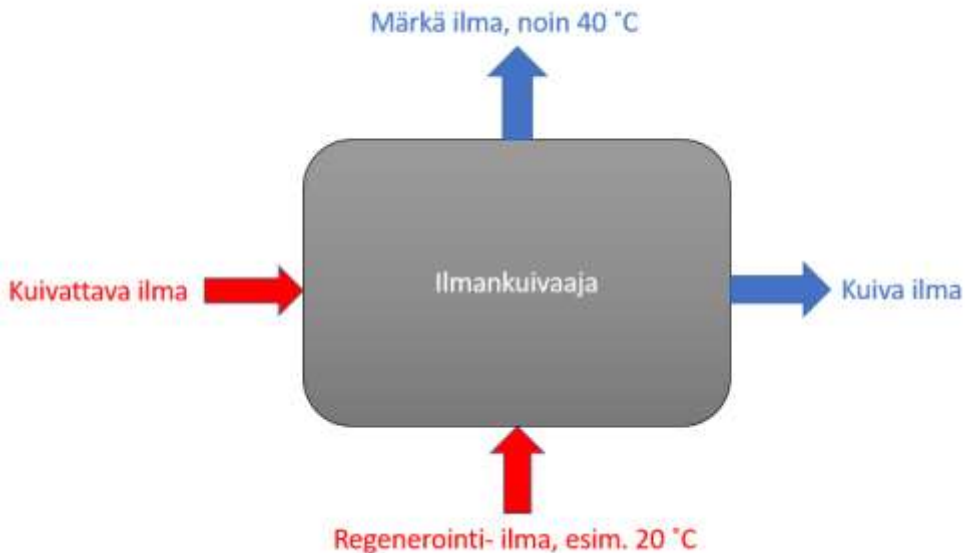 Märkä ilma, noin 40 ˚C
Kuivattava ilma
Ilmankuivaaja
Kuiva ilma
Regenerointi- ilma, esim. 20 ˚C